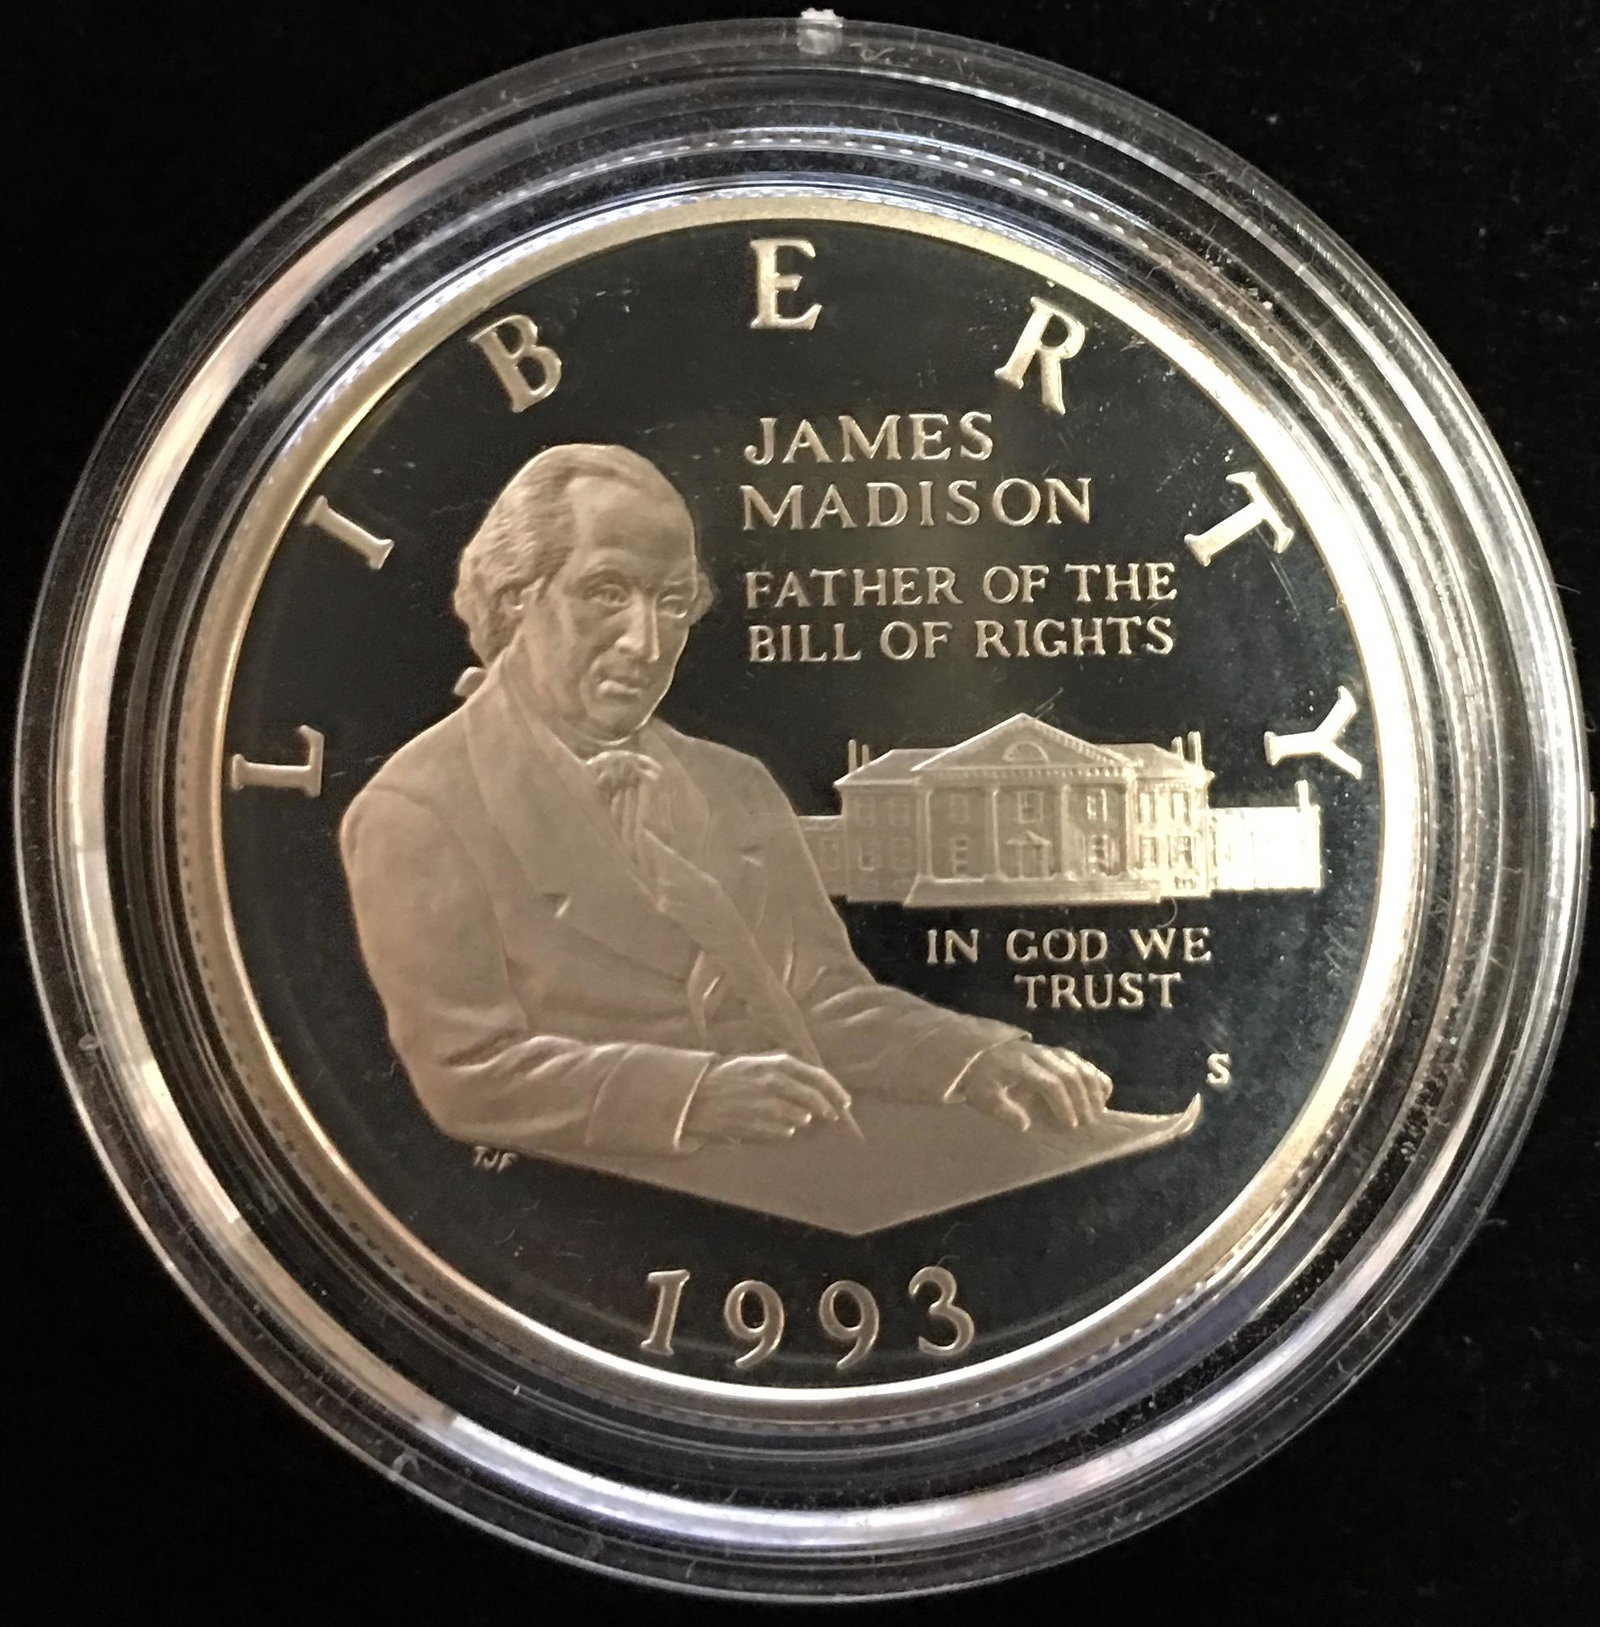 LIBERTY
JAMES
MADISON
FATHER OF THE
BILL OF RIGHTS
IN GOD WE
TRUST
S
TJF
1993